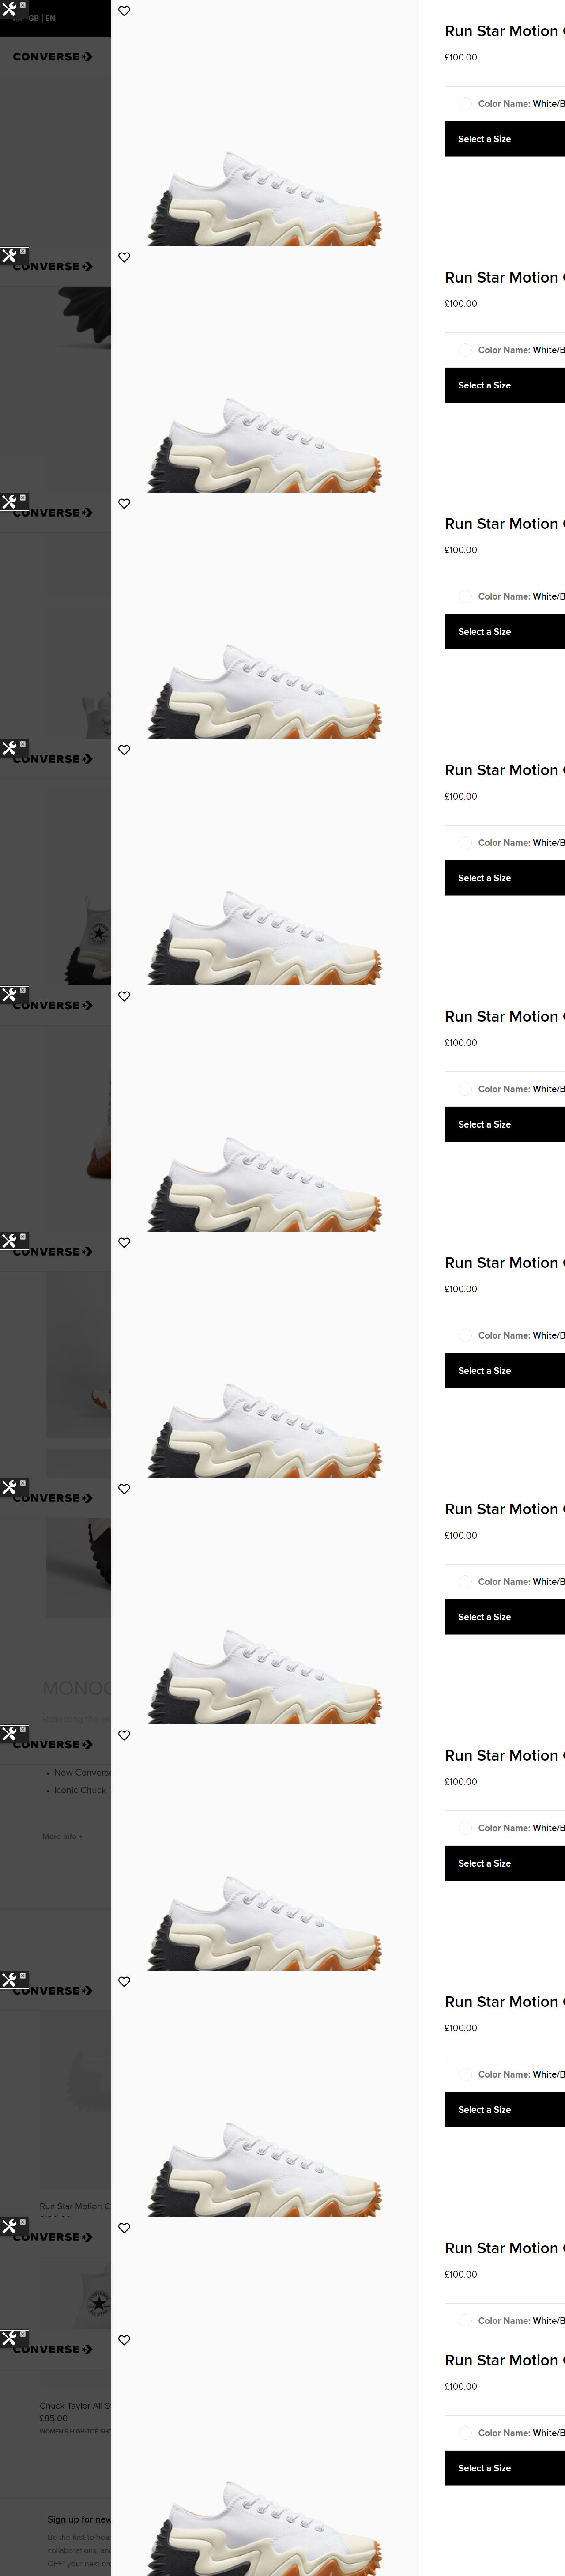 GB | EN
CONVERSE
Run Star Motion
£100.00
Color Name: White/B
Select a Size
CONVERSE
Run Star Motion
£100.00
Color Name: White/B
Select a Size
CONVERSE
Run Star Motion
£100.00
Color Name: White/B
Select a Size
CONVERSE
Run Star Motion
£100.00
Color Name: White/B
Select a Size
CONVERSE
Run Star Motion
£100.00
Color Name: White/B
Select a Size
CONVERSE
Run Star Motion
£100.00
Color Name: White/B
Select a Size
CONVERSE
Run Star Motion
£100.00
Color Name: White/B
Select a Size
MONOC
Reflecting the
CONVERSE
• New Converse
• Iconic Chuck
More Info +
Run Star Motion
£100.00
Color Name: White/B
Select a Size
CONVERSE
Run Star Motion
£100.00
Color Name: White/B
Select a Size
Run Star Motion C
CONVERSE
Run Star Motion
£100.00
Color Name: White/B
CONVERSE
Run Star Motion
£100.00
Color Name: White/B
Select a Size
Chuck Taylor All S
£85.00
WOMEN'S HIGH TOP SHO
Sign up for new
Be the first to hear
collaborations, and
OFF* your next